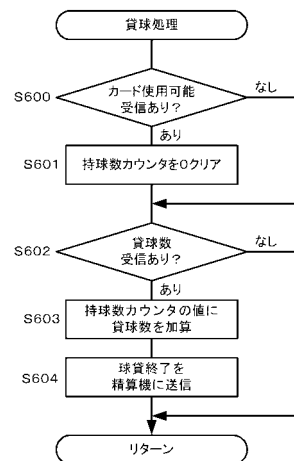 貸球処理
S600
カード使用可能
受信あり？
なし
あり
S601
持球数カウンタを0クリア
S602
貸球数
受信あり？
なし
あり
S603
持球数カウンタの値に
貸球数を加算
S604
球貸終了を
精算機に送信
リターン